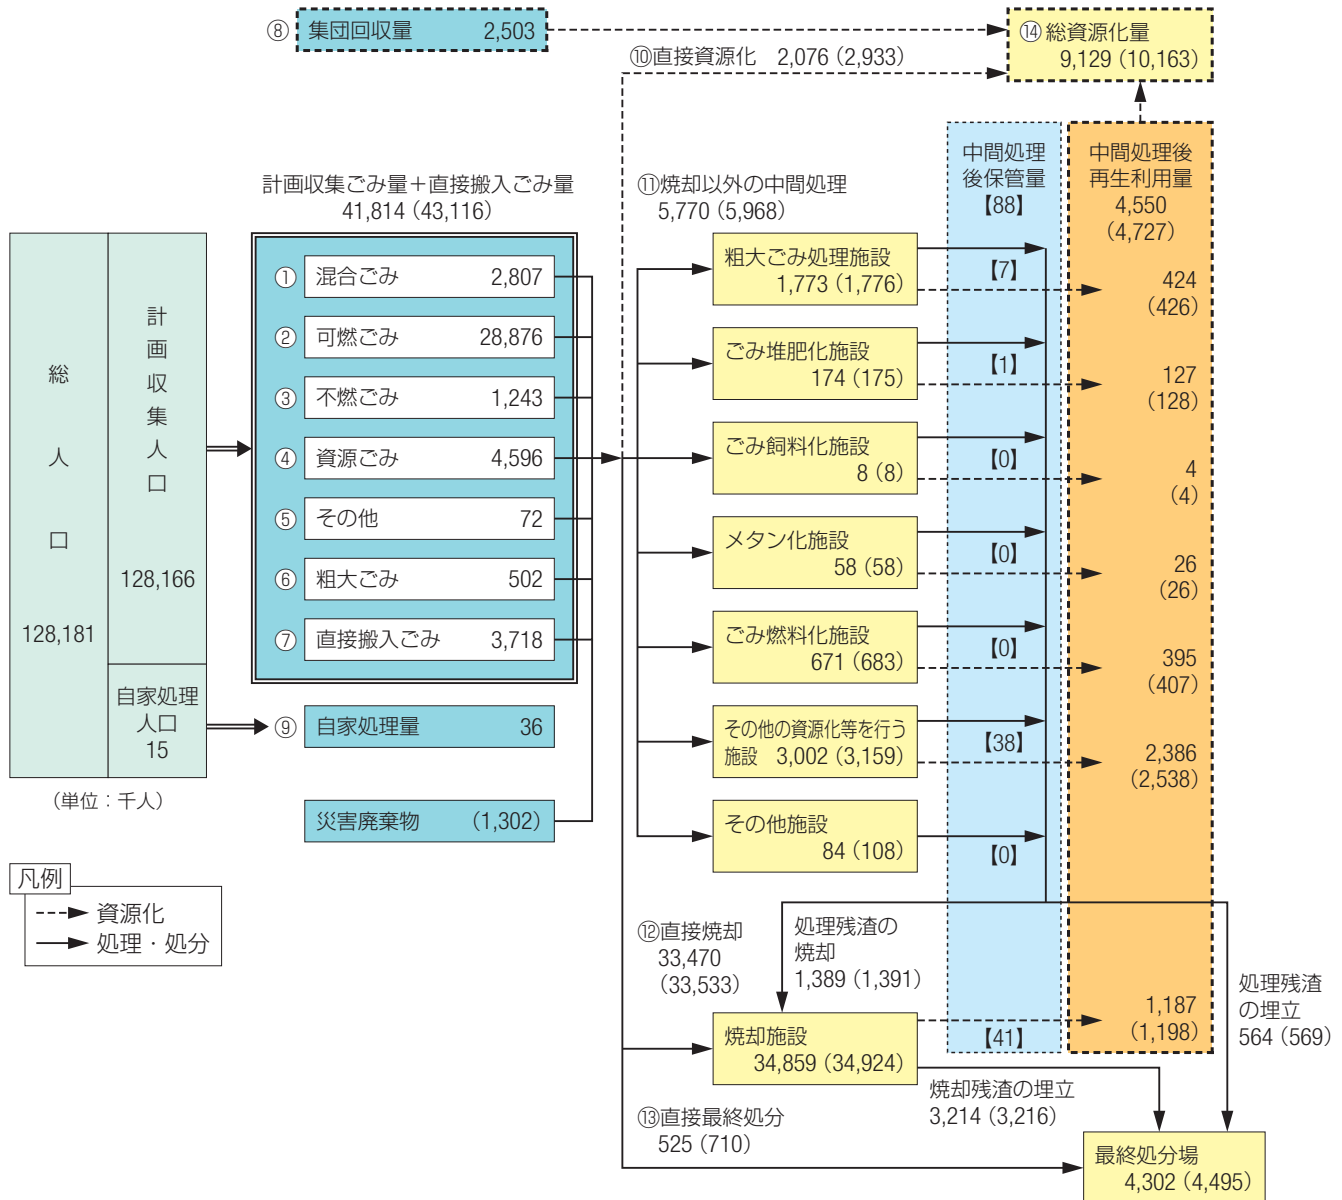 ⑧ 集団回収量 2,503
⑭ 総資源化量
9,129 (10,163)
⑩直接資源化 2,076 (2,933)
計画収集ごみ量＋直接搬入ごみ量
41,814 (43,116)
⑪焼却以外の中間処理
5,770 (5,968)
中間処理
後保管量
【88】
中間処理後
再生利用量
4,550
(4,727)
総人口
128,181
計画収集人口
128,166
自家処理
人口
15
（単位：千人）
① 混合ごみ 2,807
② 可燃ごみ 28,876
③ 不燃ごみ 1,243
④ 資源ごみ 4,596
⑤ その他 72
⑥ 粗大ごみ 502
⑦ 直接搬入ごみ 3,718
⑨ 自家処理量 36
災害廃棄物 (1,302)
粗大ごみ処理施設
1,773 (1,776)
【7】
424
(426)
ごみ堆肥化施設
174 (175)
【1】
127
(128)
ごみ飼料化施設
8 (8)
【0】
4
(4)
メタン化施設
58 (58)
【0】
26
(26)
ごみ燃料化施設
671 (683)
【0】
395
(407)
その他の資源化等を行う
施設 3,002 (3,159)
【38】
2,386
(2,538)
その他施設
84 (108)
【0】
凡例
資源化
処理・処分
⑫直接焼却
33,470
(33,533)
処理残渣の
焼却
1,389 (1,391)
焼却施設
34,859 (34,924)
【41】
1,187
(1,198)
処理残渣
の埋立
564 (569)
焼却残渣の埋立
3,214 (3,216)
⑬直接最終処分
525 (710)
最終処分場
4,302 (4,495)